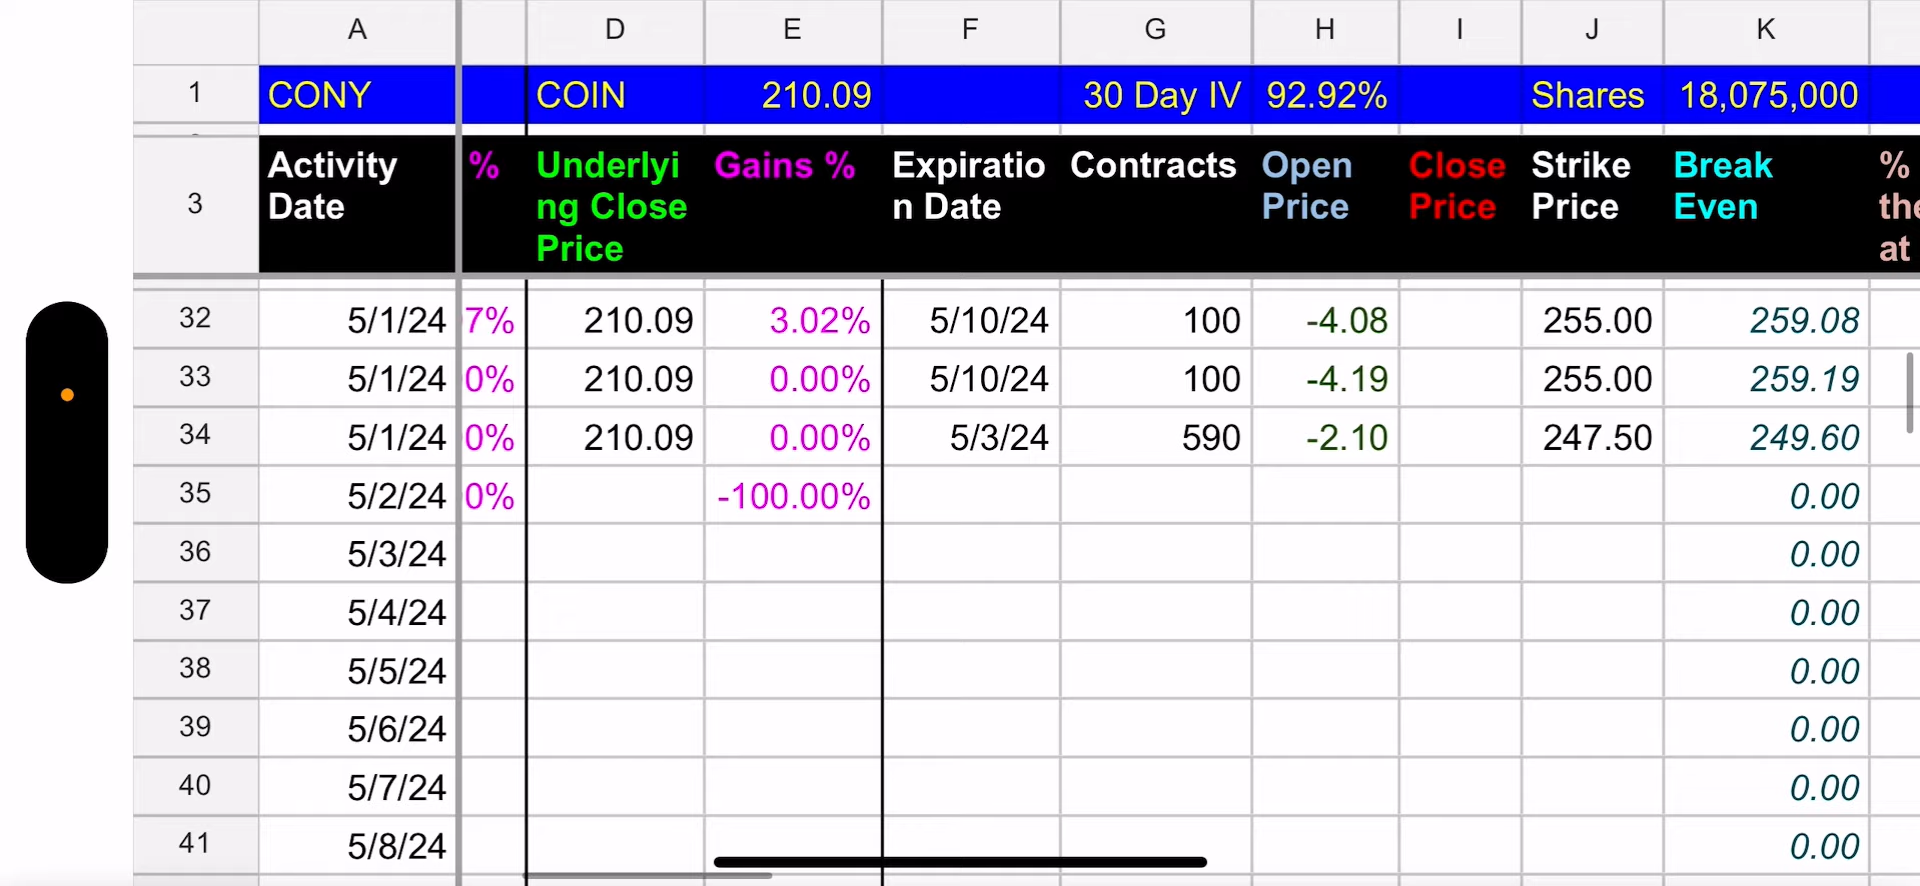 A D E F G H I J K
1 CONY COIN 210.09 30 Day IV 92.92% Shares 18,075,000
3 Activity Date % Underlying Close Price Gains % Expiration Date Contracts Open Price Close Price Strike Price Break Even % the at
32 5/1/24 7% 210.09 3.02% 5/10/24 100 -4.08 255.00 259.08
33 5/1/24 0% 210.09 0.00% 5/10/24 100 -4.19 255.00 259.19
34 5/1/24 0% 210.09 0.00% 5/3/24 590 -2.10 247.50 249.60
35 5/2/24 0% -100.00% 0.00
36 5/3/24 0.00
37 5/4/24 0.00
38 5/5/24 0.00
39 5/6/24 0.00
40 5/7/24 0.00
41 5/8/24 0.00